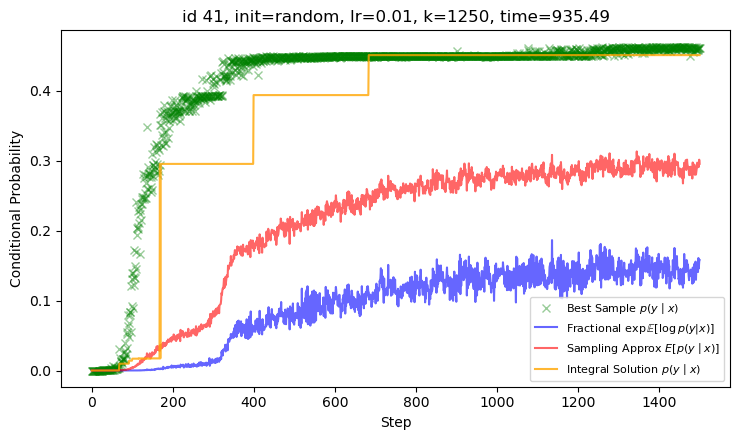 id 41, init=random, lr=0.01, k=1250, time=935.49
Conditional Probability
0.4
0.3
0.2
0.1
0.0
0
200
400
600
800
1000
1200
1400
Step
Best Sample p(y | x)
Fractional exp𝔼[log p(y|x)]
Sampling Approx E[p(y | x)]
Integral Solution p(y | x)